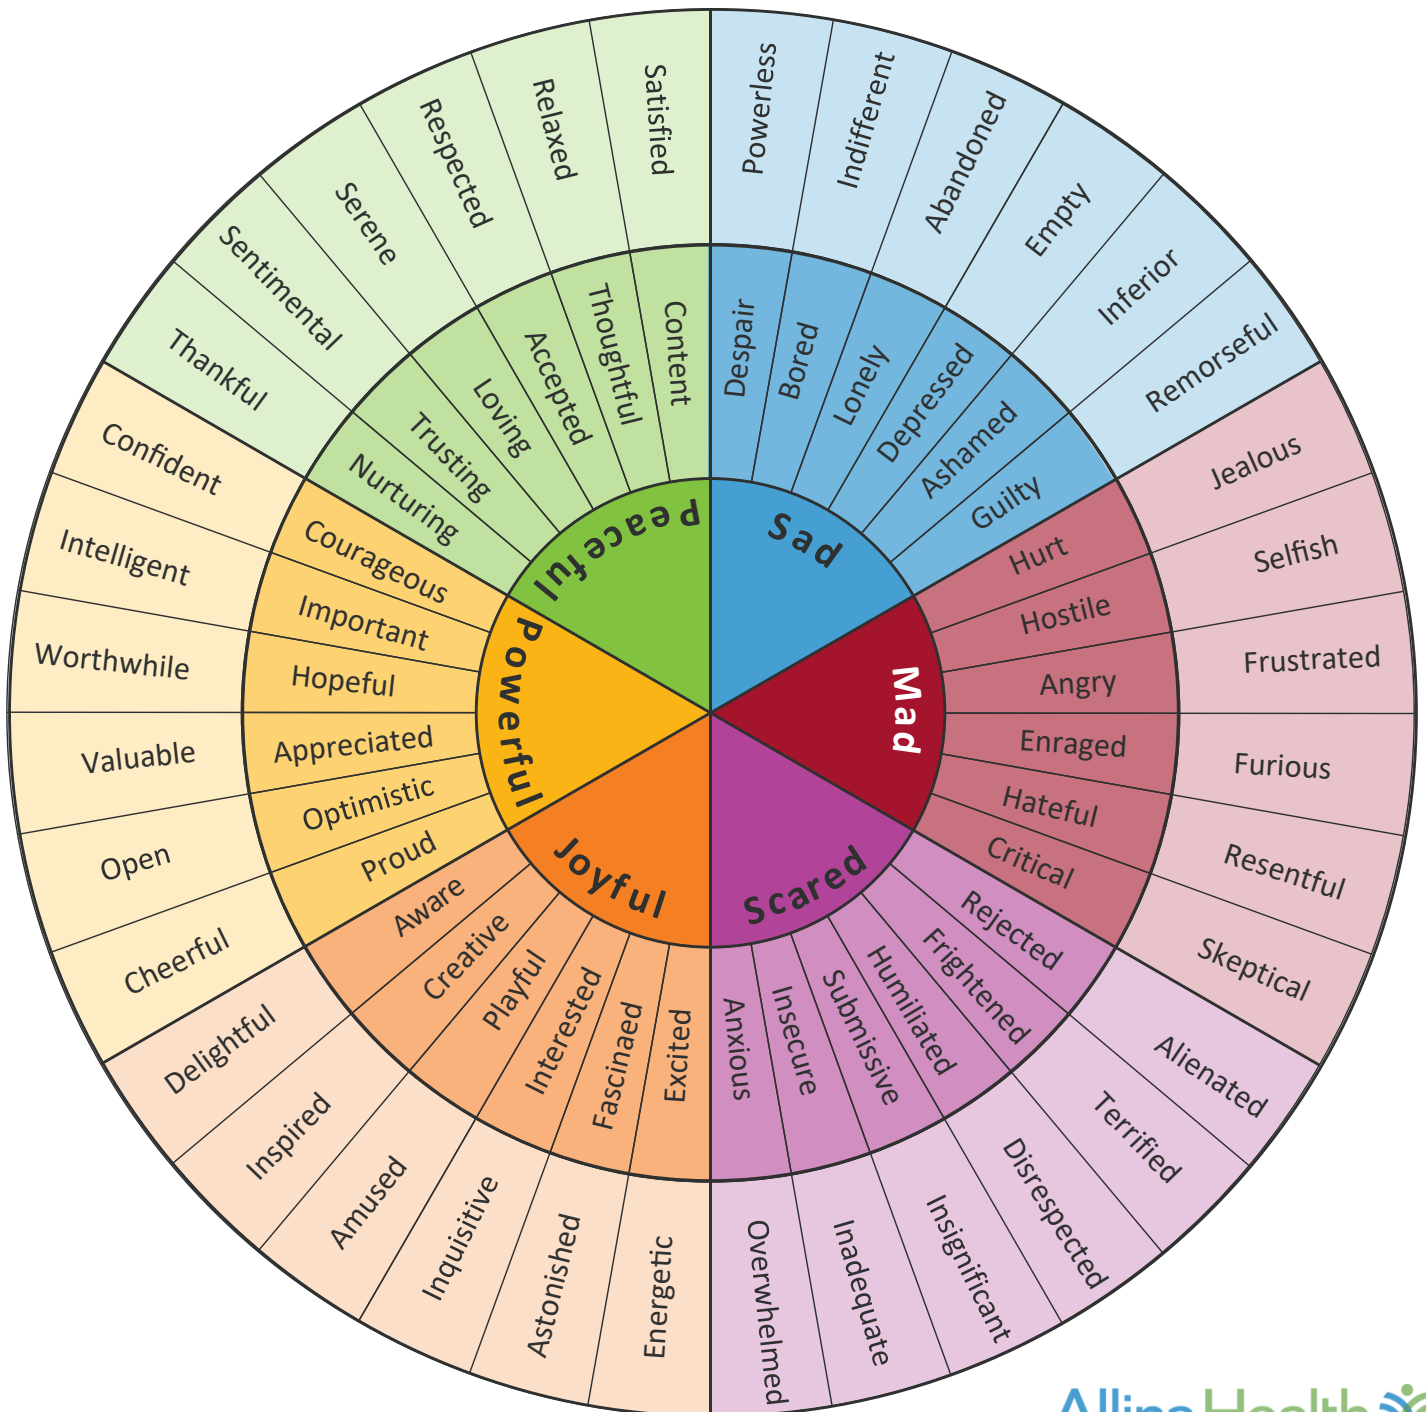 Sad
Mad
Scared
Joyful
Powerful
Peaceful
Despair
Bored
Lonely
Depressed
Ashamed
Guilty
Hurt
Hostile
Angry
Enraged
Hateful
Critical
Rejected
Frightened
Humiliated
Submissive
Insecure
Anxious
Excited
Fascinaed
Interested
Playful
Creative
Aware
Proud
Optimistic
Appreciated
Hopeful
Important
Courageous
Nurturing
Trusting
Loving
Accepted
Thoughtful
Content
Powerless
Indifferent
Abandoned
Empty
Inferior
Remorseful
Jealous
Selfish
Frustrated
Furious
Resentful
Skeptical
Alienated
Terrified
Disrespected
Insignificant
Inadequate
Overwhelmed
Energetic
Astonished
Inquisitive
Amused
Inspired
Delightful
Cheerful
Open
Valuable
Worthwhile
Intelligent
Confident
Thankful
Sentimental
Serene
Respected
Relaxed
Satisfied
Allina Health